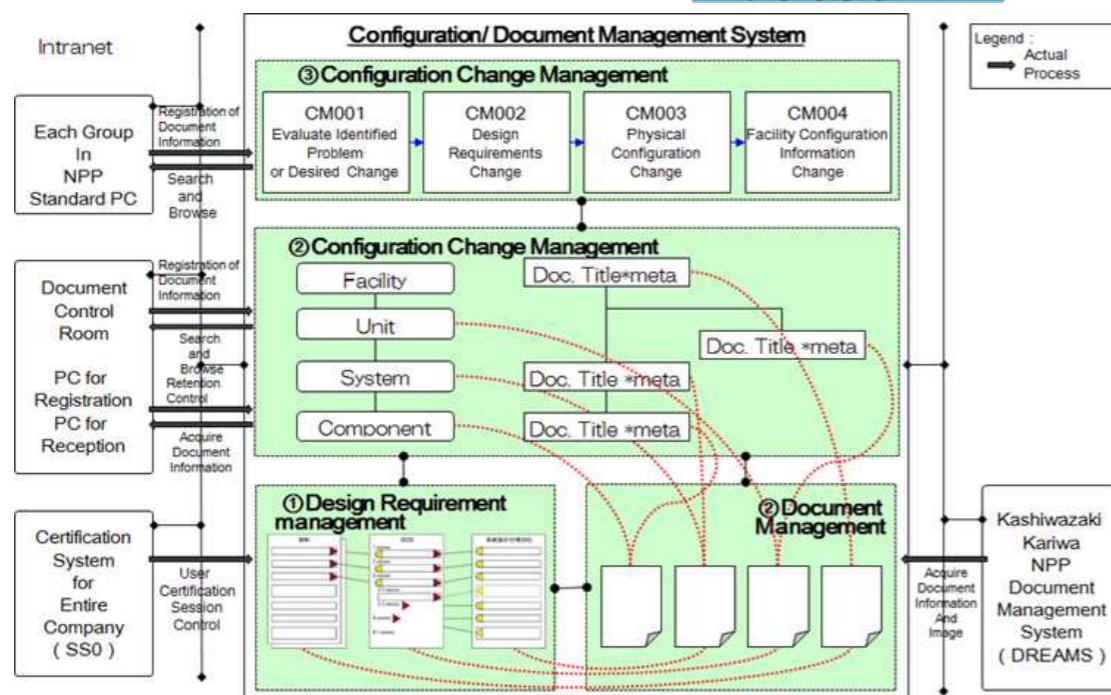 Configuration/ Document Management System
Legend :
Actual
Process
Intranet
③Configuration Change Management
CM001
Evaluate Identified
Problem
or Desired Change
CM002
Design
Requirements
Change
CM003
Physical
Configuration
Change
CM004
Facility Configuration
Information
Change
Each Group
In
NPP
Standard PC
Registration of
Document
Information
Search
and
Browse
②Configuration Change Management
Facility
Unit
System
Component
Doc. Title*meta
Doc. Title *meta
Doc. Title *meta
Doc. Title *meta
Document
Control
Room
PC for
Registration
PC for
Reception
Registration of
Document
Information
Search
and
Browse
Retention
Control
Acquire
Document
Information
①Design Requirement
management
②Document
Management
Certification
System
for
Entire
Company
( SS0 )
User
Certification
Session
Control
Acquire
Document
Information
And
Image
Kashiwazaki
Kariwa
NPP
Document
Management
System
( DREAMS )